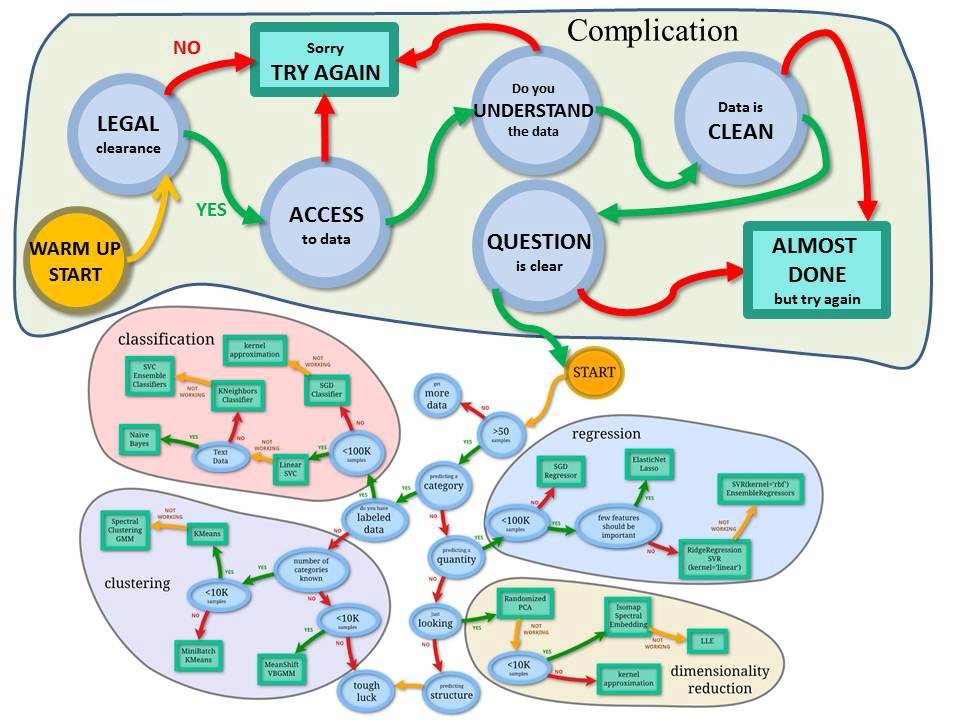 Complication
NO
Sorry
TRY AGAIN
LEGAL
clearance
YES
WARM UP
START
ACCESS
to data
Do you
UNDERSTAND
the data
Data is
CLEAN
QUESTION
is clear
ALMOST
DONE
but try again
START
classification
kernel
approximation
NOT
WORKING
SVC
Ensemble
Classifiers
NOT
WORKING
KNeighbors
Classifier
SGD
Classifier
NO
NO
Naive
Bayes
YES
Text
Data
NOT
WORKING
Linear
SVC
YES
<100K
samples
YES
get
more
data
NO
>50
samples
YES
predicting a
category
YES
NO
do you have
labeled
data
NO
predicting a
quantity
YES
NO
just
looking
YES
NO
predicting
structure
tough
luck
regression
SGD
Regressor
ElasticNet
Lasso
SVR(kernel='rbf')
EnsembleRegressors
<100K
samples
NO
YES
few features
should be
important
YES
NO
NOT
WORKING
RidgeRegression
SVR
(kernel='linear')
clustering
Spectral
Clustering
GMM
NOT
WORKING
KMeans
YES
<10K
samples
YES
number of
categories
known
NO
NO
MiniBatch
KMeans
<10K
samples
YES
NO
MeanShift
VBGMM
Randomized
PCA
NOT
WORKING
Isomap
Spectral
Embedding
YES
NOT
WORKING
LLE
<10K
samples
NO
kernel
approximation
dimensionality
reduction